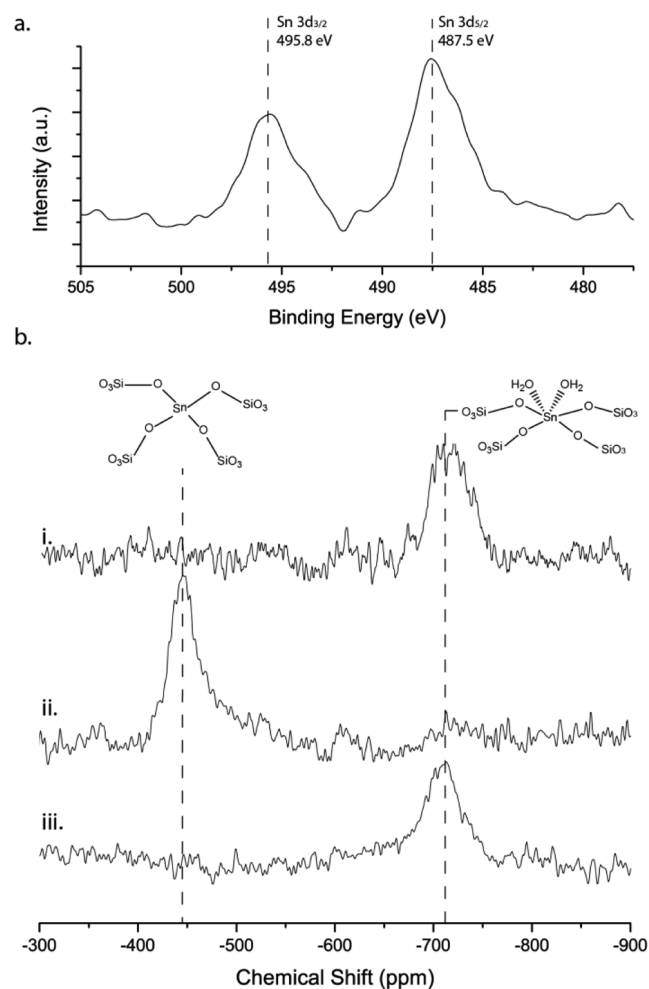 a.
Sn 3d3/2
495.8 eV
Sn 3d5/2
487.5 eV
Intensity (a.u.)
505 500 495 490 485 480
Binding Energy (eV)
b.
O3Si O O SiO3
Sn
O3Si O O SiO3
H2O OH2
O3Si O O SiO3
Sn
O3Si O O SiO3
i.
ii.
iii.
-300 -400 -500 -600 -700 -800 -900
Chemical Shift (ppm)